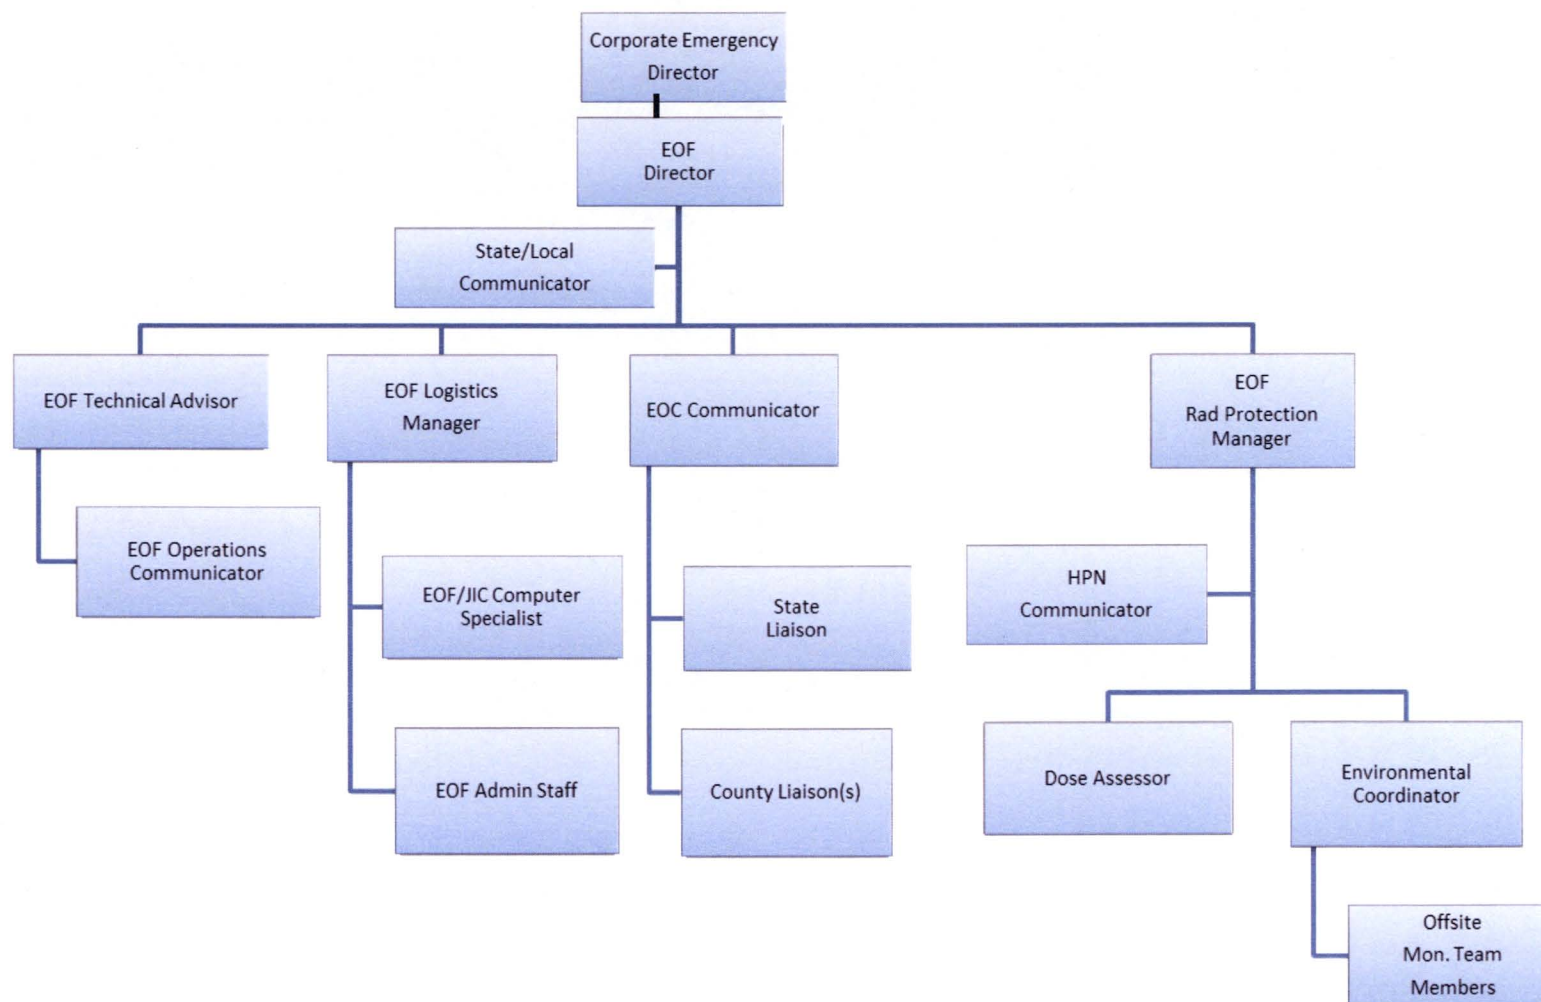 Corporate Emergency
Director
EOF
Director
State/Local
Communicator
EOF Technical Advisor
EOF Logistics
Manager
EOC Communicator
EOF
Rad Protection
Manager
EOF Operations
Communicator
EOF/JIC Computer
Specialist
State
Liaison
HPN
Communicator
EOF Admin Staff
County Liaison(s)
Dose Assessor
Environmental
Coordinator
Offsite
Mon. Team
Members